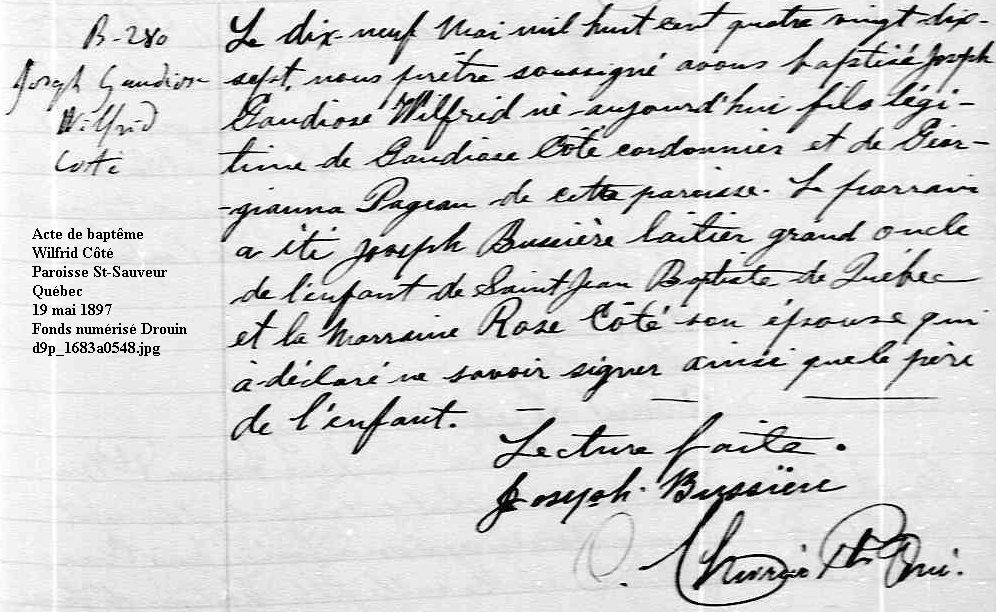 B-280
Joseph Gaudiose
Wilfrid
Coté
Acte de baptême
Wilfrid Côté
Paroisse St-Sauveur
Québec
19 mai 1897
Fonds numérisé Drouin
d9p_1683a0548.jpg
Le dix-neuf Mai mil huit cent quatre vingt-dix-
sept, nous prêtre soussigné avons baptisé Joseph
Gaudiose Wilfrid né aujourd'hui fils légi-
time de Gaudiose Côté cordonnier et de Geor-
-gianna Pageau de cette paroisse. Le parrain
a été Joseph Bussière laitier grand oncle
de l'enfant de Saint Jean Baptiste de Québec
et la Marraine Rose Côté son épouse qui
a déclaré ne savoir signer ainsi que le père
de l'enfant.
Lecture faite.
Joseph Bussière